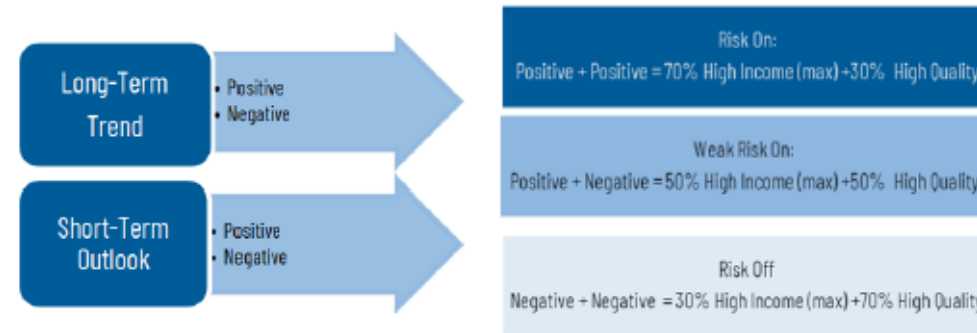 Long-Term
Trend
• Positive
• Negative
Short-Term
Outlook
• Positive
• Negative
Risk On:
Positive + Positive = 70% High Income (max) + 30% High Quality
Weak Risk On:
Positive + Negative = 50% High Income (max) + 50% High Quality
Risk Off
Negative + Negative = 30% High Income (max) + 70% High Quality